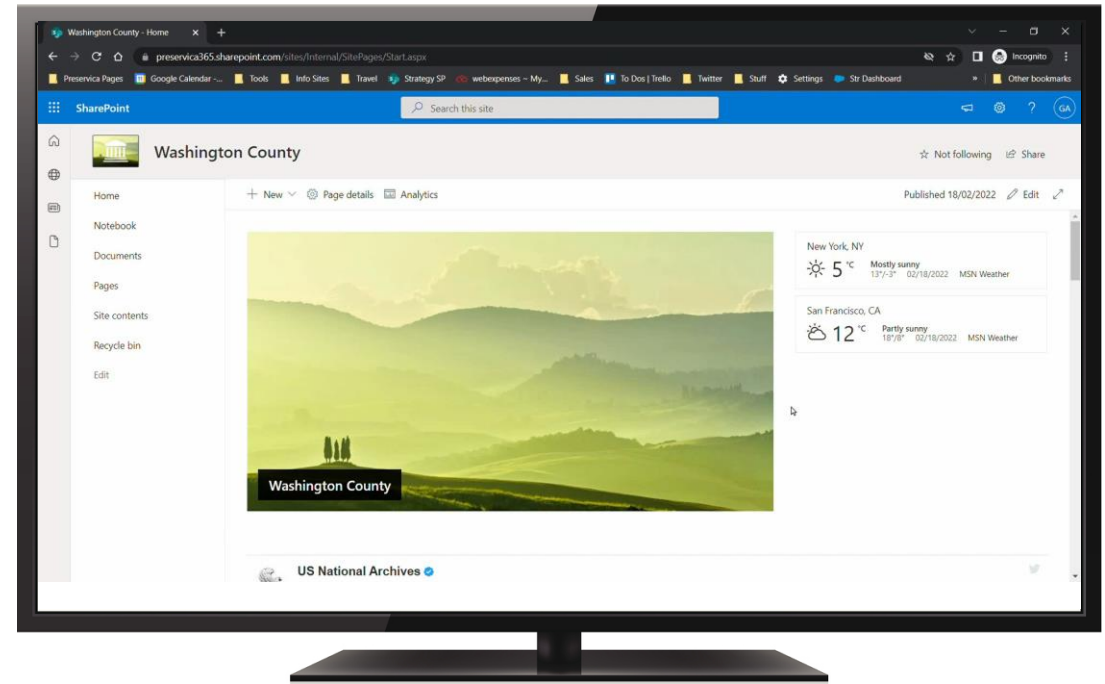 Washington County - Home
preservica365.sharepoint.com/sites/Internal/SitePages/Start.aspx
Incognito
Preservica Pages Google Calendar -... Tools Info Sites Travel Strategy SP webexpenses – My... Sales To Dos | Trello Twitter Stuff Settings Str Dashboard » Other bookmarks
SharePoint Search this site GA
Washington County Not following Share
Home New Page details Analytics Published 18/02/2022 Edit
Notebook
Documents
Pages
Site contents
Recycle bin
Edit
New York, NY
5 °C Mostly sunny
13°/-3° 02/18/2022 MSN Weather
San Francisco, CA
12 °C Partly sunny
18°/8° 02/18/2022 MSN Weather
Washington County
US National Archives